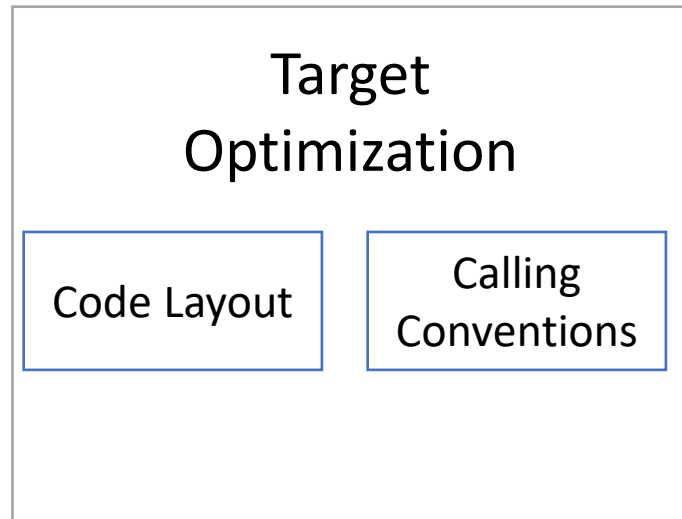 Target
Optimization
Code Layout
Calling
Conventions